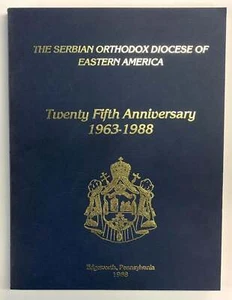 THE SERBIAN ORTHODOX DIOCESE OF
EASTERN AMERICA
Twenty Fifth Anniversary
1963-1988
Edgeworth, Pennsylvania
1988